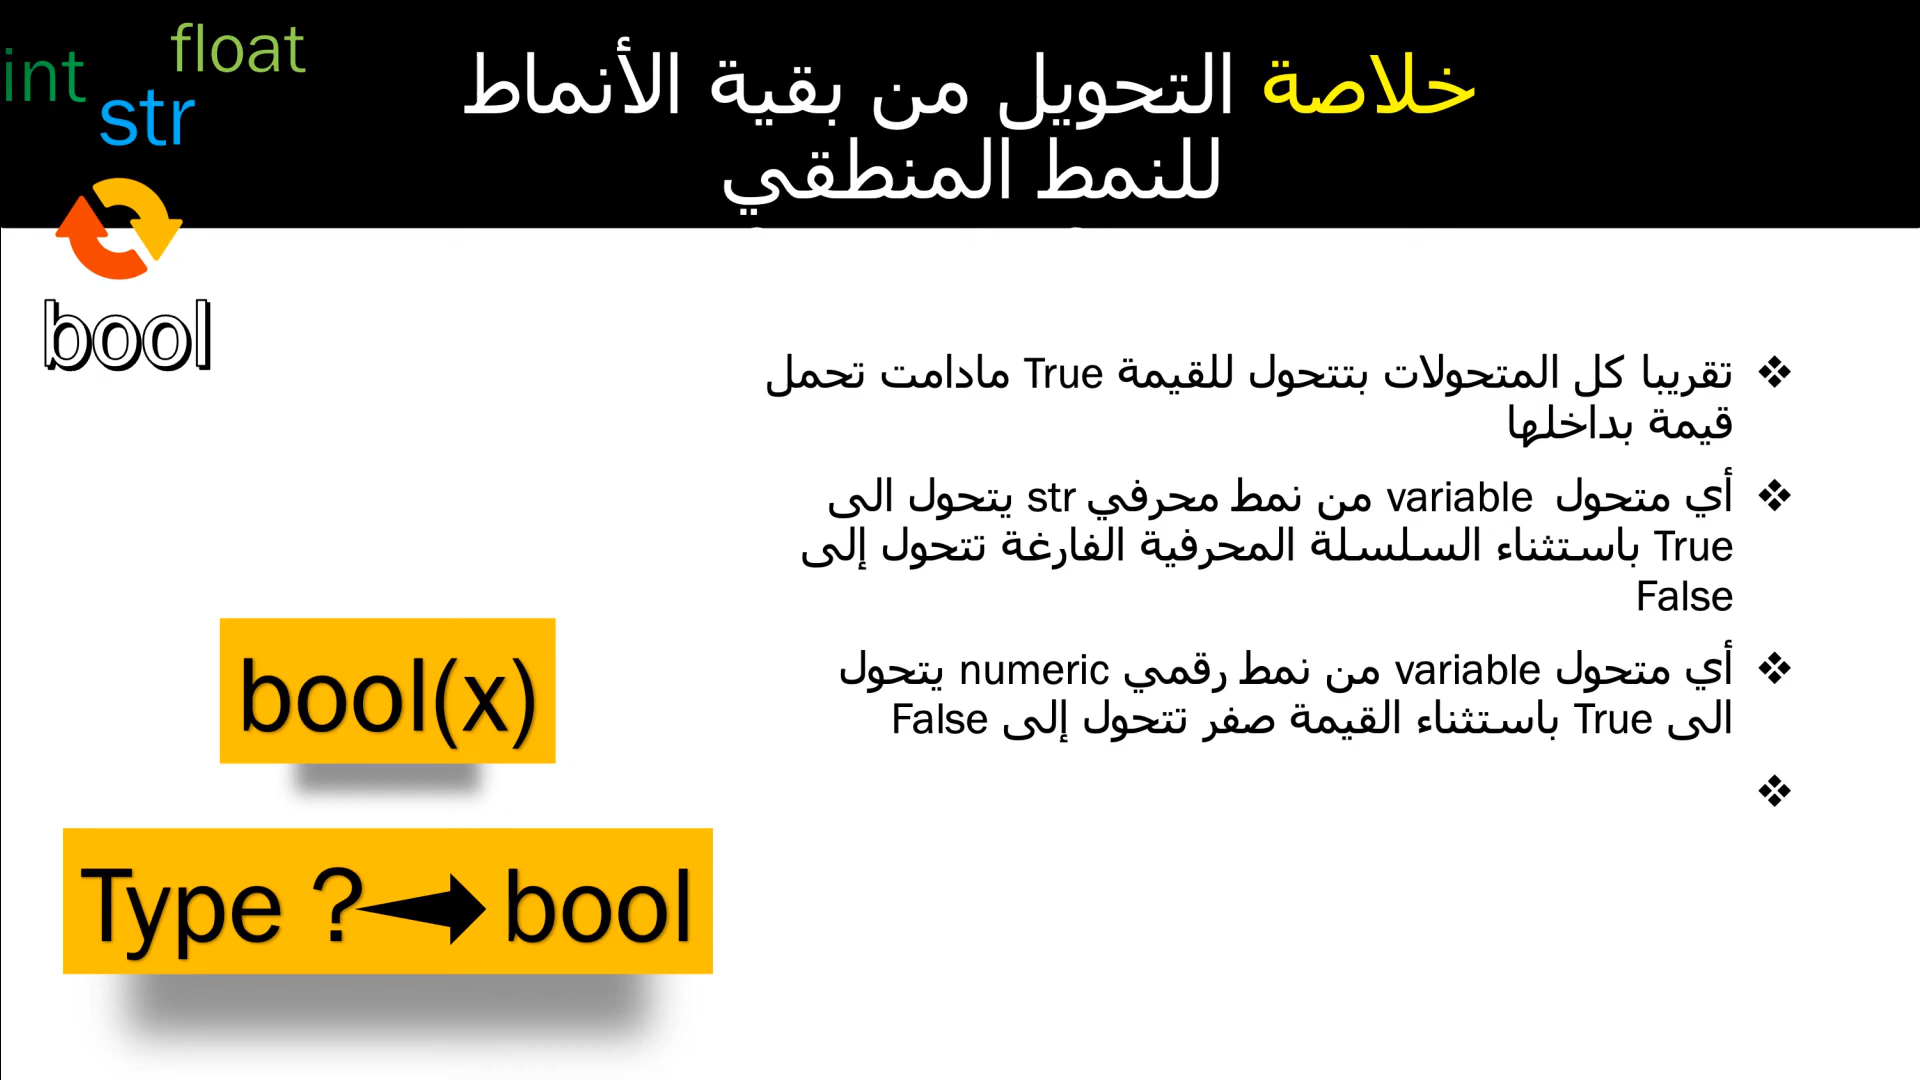 float
int
str
خلاصة التحويل من بقية الأنماط
للنمط المنطقي
bool
❖ تقريبا كل المتحولات بتتحول للقيمة True مادامت تحمل
قيمة بداخلها
❖ أي متحول variable من نمط محرفي str يتحول الى
True باستثناء السلسلة المحرفية الفارغة تتحول إلى
False
❖ أي متحول variable من نمط رقمي numeric يتحول
الى True باستثناء القيمة صفر تتحول إلى False
❖
bool(x)
Type ? bool